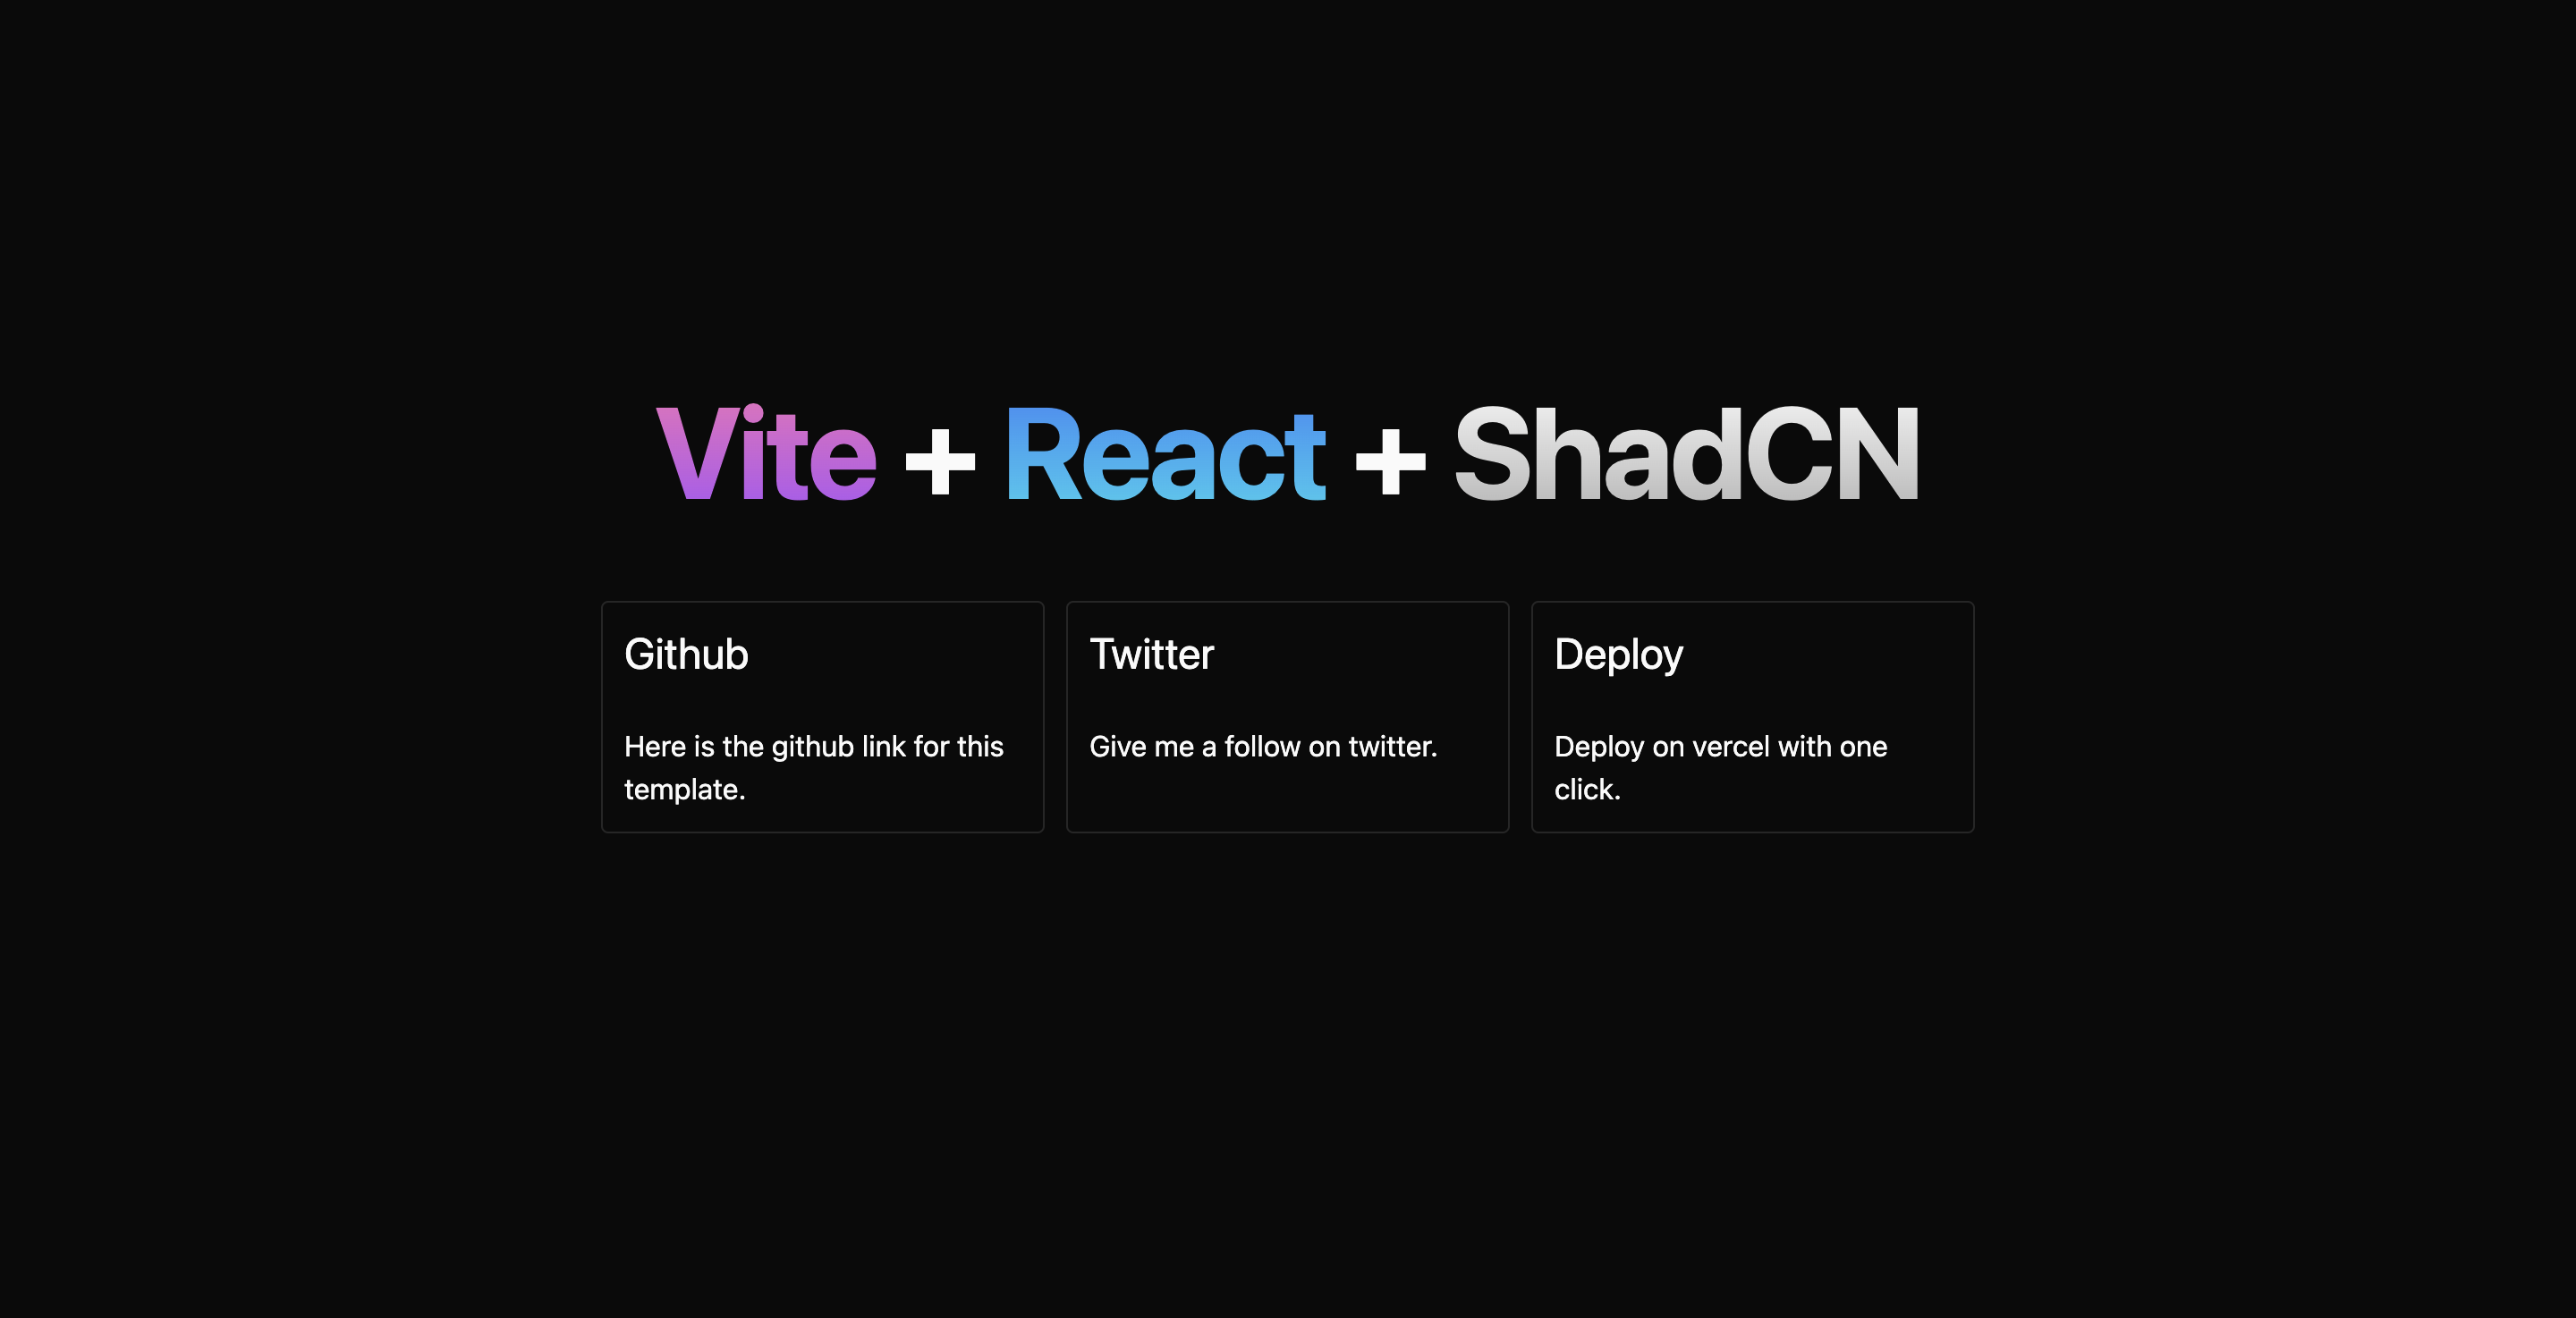 Vite + React + ShadCN
Github
Here is the github link for this
template.
Twitter
Give me a follow on twitter.
Deploy
Deploy on vercel with one
click.